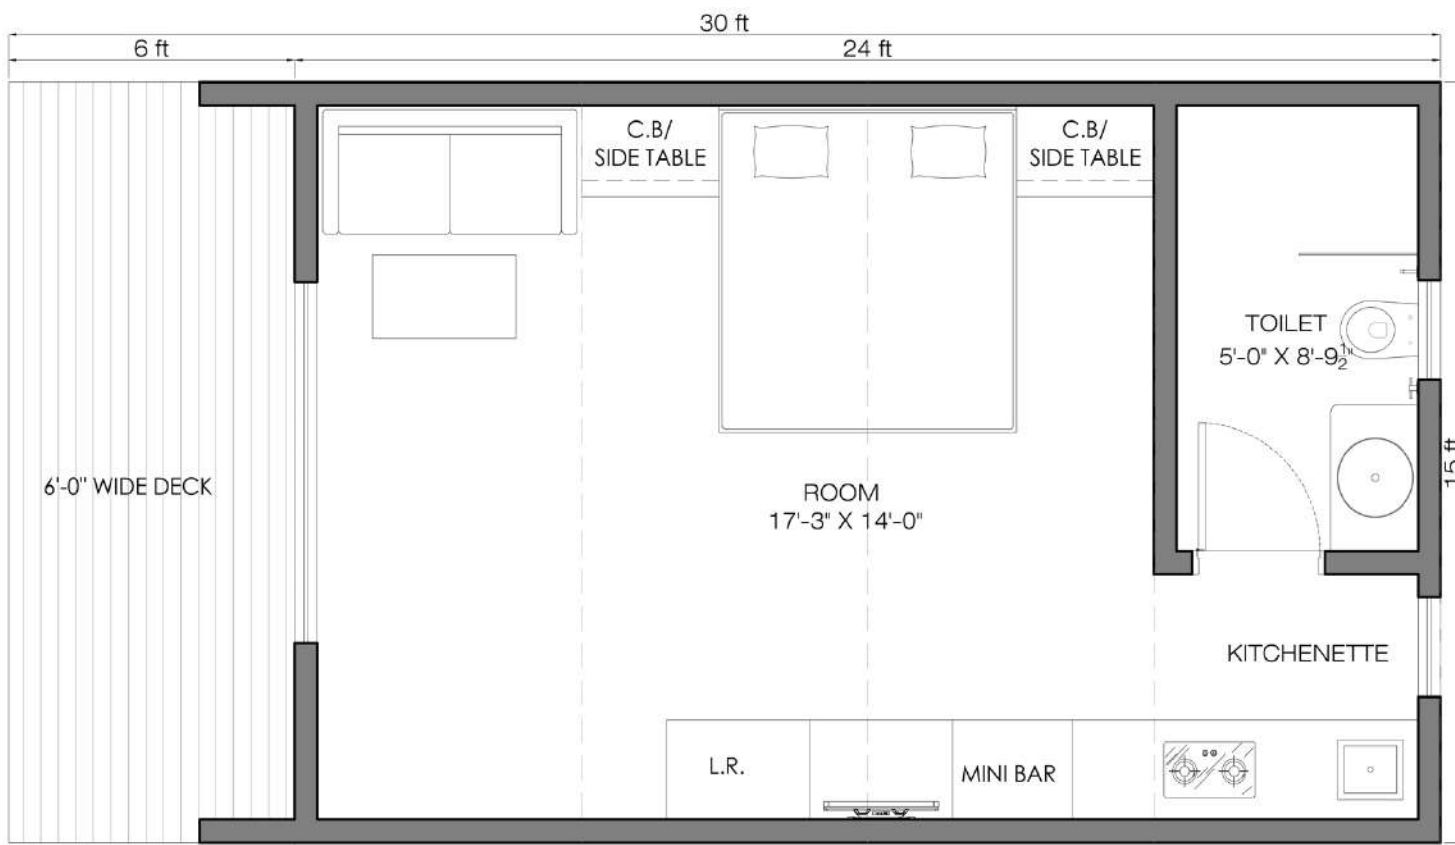 30 ft
6 ft
24 ft
C.B/
SIDE TABLE
C.B/
SIDE TABLE
TOILET
5'-0" X 8'-9½"
6'-0" WIDE DECK
15 ft
ROOM
17'-3" X 14'-0"
KITCHENETTE
L.R.
MINI BAR